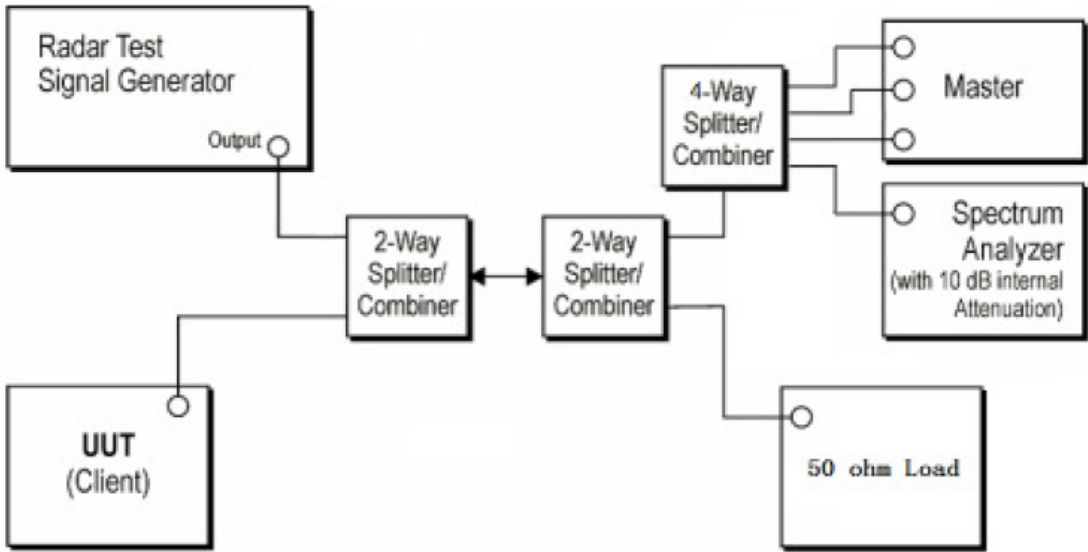 Radar Test
Signal Generator
Output
4-Way
Splitter/
Combiner
Master
2-Way
Splitter/
Combiner
2-Way
Splitter/
Combiner
Spectrum
Analyzer
(with 10 dB internal
Attenuation)
UUT
(Client)
50 ohm Load